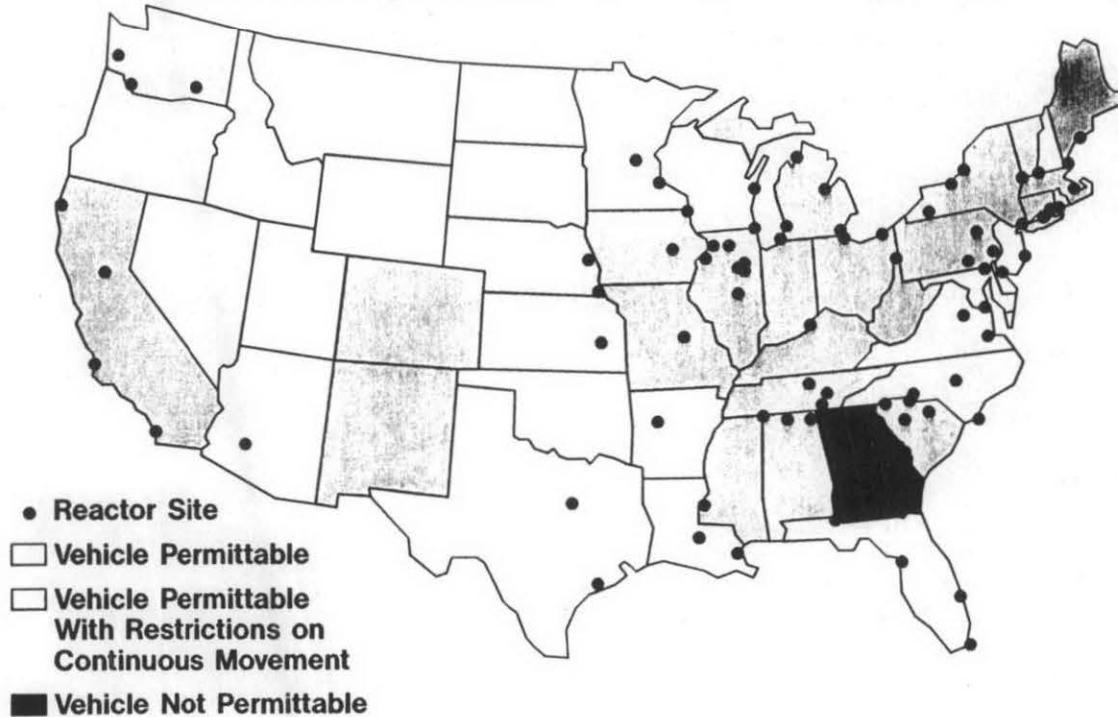 Reactor Site
Vehicle Permittable
Vehicle Permittable
With Restrictions on
Continuous Movement
Vehicle Not Permittable